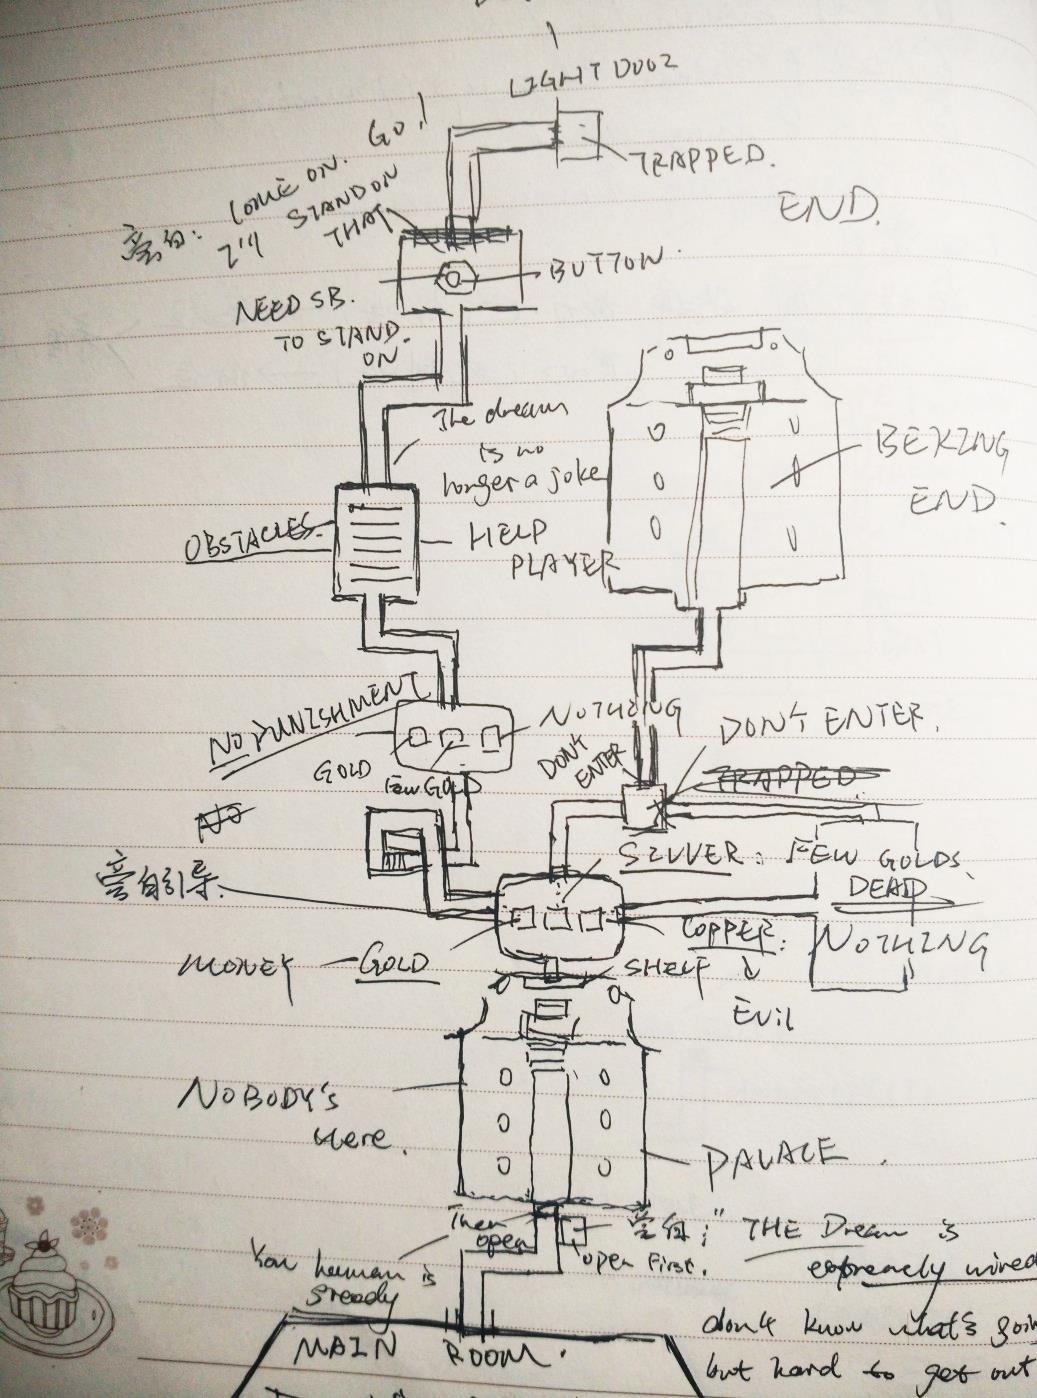 LIGHT DOOZ
TRAPPED.
END.
COME ON. GO!
旁白: I'll STAND ON
THAT
BUTTON.
NEED SB.
TO STAND.
ON
The dream
is no
longer a joke
BEKING
END.
OBSTACLES.
HELP
PLAYER
NO PUNISHMENT
NOTHING
GOLD
Few GOLD
DON'T
ENTER
DON'T ENTER.
TRAPPED
NO
旁白引导.
SILVER: FEW GOLDS.
DEAD
COPPER: NOTHING
MONEY - GOLD
SHELF
Evil
NOBODY'S
Here.
PALACE.
Then
open
旁白: " THE Dream is
extremely wired
open First.
You human is
steady
don't know what's goin
but hard to get out
MAIN ROOM.